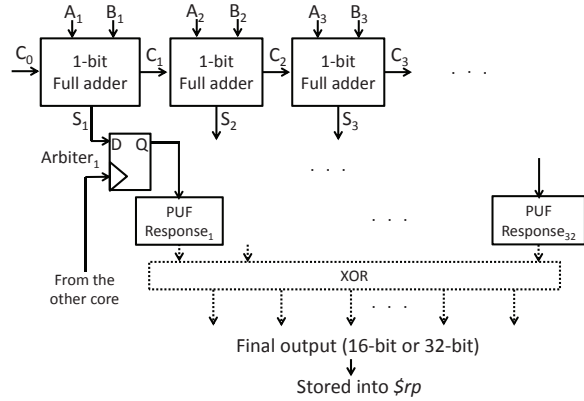 A1 B1 A2 B2 A3 B3
C0 1-bit Full adder C1 1-bit Full adder C2 1-bit Full adder C3 . . .
S1 S2 S3
D Q
Arbiter1
. . .
PUF Response1 . . . PUF Response32
XOR
From the other core
. . .
Final output (16-bit or 32-bit)
Stored into $rp